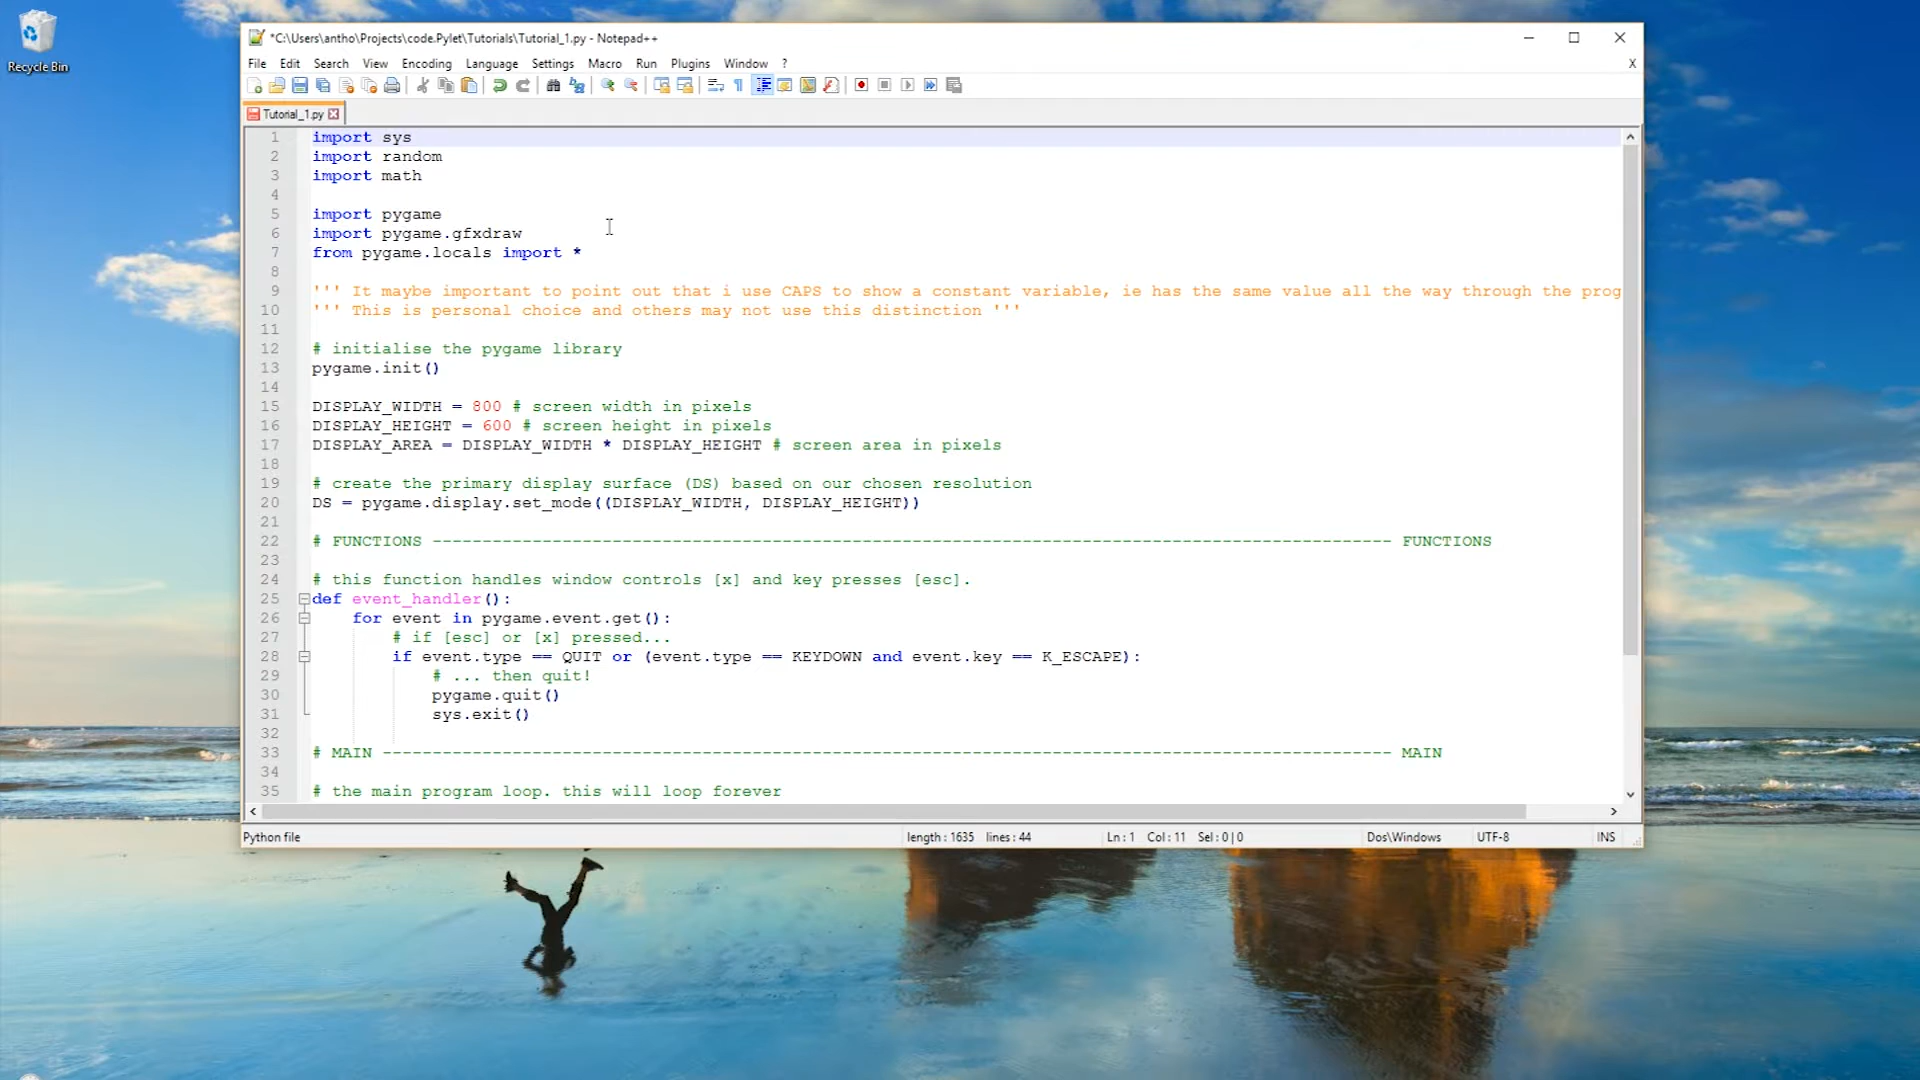 Recycle Bin
*C:\Users\antho\Projects\code.Pylet\Tutorials\Tutorial_1.py - Notepad++
File Edit Search View Encoding Language Settings Macro Run Plugins Window ? X
Tutorial_1.py
1 import sys
2 import random
3 import math
4
5 import pygame
6 import pygame.gfxdraw
7 from pygame.locals import *
8
9 ''' It maybe important to point out that i use CAPS to show a constant variable, ie has the same value all the way through the prog
10 ''' This is personal choice and others may not use this distinction '''
11
12 # initialise the pygame library
13 pygame.init()
14
15 DISPLAY_WIDTH = 800 # screen width in pixels
16 DISPLAY_HEIGHT = 600 # screen height in pixels
17 DISPLAY_AREA = DISPLAY_WIDTH * DISPLAY_HEIGHT # screen area in pixels
18
19 # create the primary display surface (DS) based on our chosen resolution
20 DS = pygame.display.set_mode((DISPLAY_WIDTH, DISPLAY_HEIGHT))
21
22 # FUNCTIONS ------------------------------------------------------------------------------------------------ FUNCTIONS
23
24 # this function handles window controls [x] and key presses [esc].
25 def event_handler():
26     for event in pygame.event.get():
27         # if [esc] or [x] pressed...
28         if event.type == QUIT or (event.type == KEYDOWN and event.key == K_ESCAPE):
29             # ... then quit!
30             pygame.quit()
31             sys.exit()
32
33 # MAIN ----------------------------------------------------------------------------------------------------- MAIN
34
35 # the main program loop. this will loop forever
Python file length : 1635 lines : 44 Ln : 1 Col : 11 Sel : 0 | 0 Dos\Windows UTF-8 INS